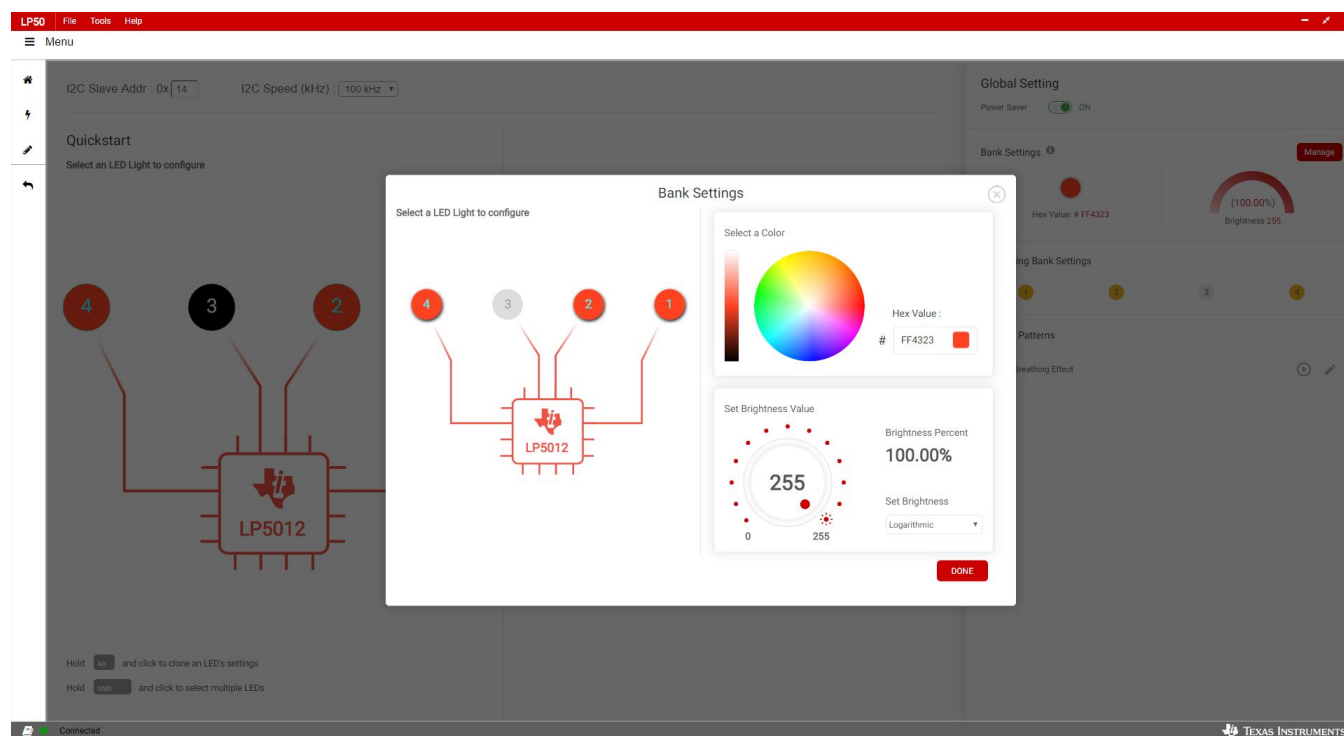 LP50 File Tools Help
Menu
I2C Slave Addr : 0x 14 I2C Speed (kHz) : 100 kHz
Quickstart
Select an LED Light to configure
4 3 2
LP5012
Hold Alt and click to clone an LED's settings
Hold Shift and click to select multiple LEDs
Bank Settings
Select a LED Light to configure
4 3 2 1
LP5012
Select a Color
Hex Value :
# FF4323
Set Brightness Value
255
0 255
Brightness Percent
100.00%
Set Brightness
Logarithmic
DONE
Global Setting
Power Saver ON
Bank Settings
Manage
Hex Value: # FF4323
(100.00%)
Brightness 255
Bank Settings
1 2 3 4
Patterns
Effect
Connected
TEXAS INSTRUMENTS